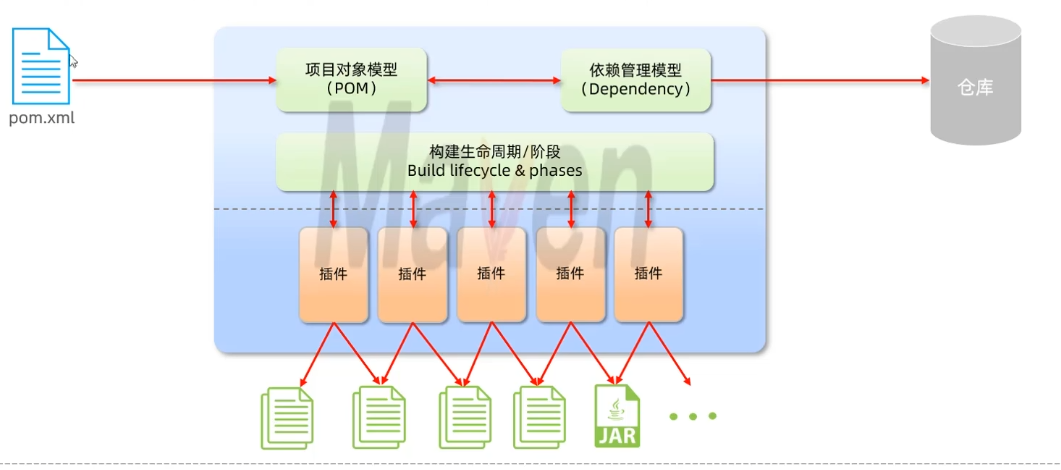 项目对象模型
（POM）
依赖管理模型
（Dependency）
仓库
pom.xml
构建生命周期/阶段
Build lifecycle & phases
Maven
插件
插件
插件
插件
插件
JAR